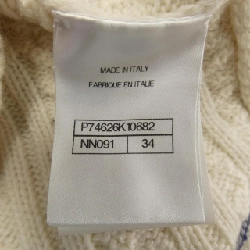 MADE IN ITALY
FABRIQUE EN ITALIE
P74626K10682
NN091 34